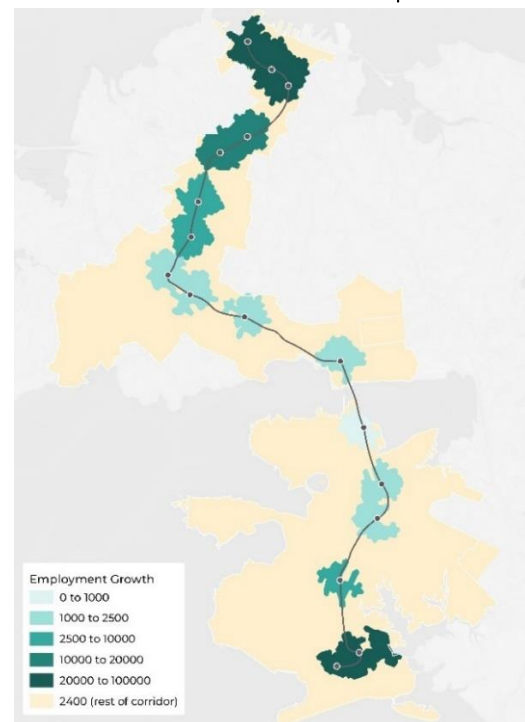 Employment Growth
0 to 1000
1000 to 2500
2500 to 10000
10000 to 20000
20000 to 100000
2400 (rest of corridor)